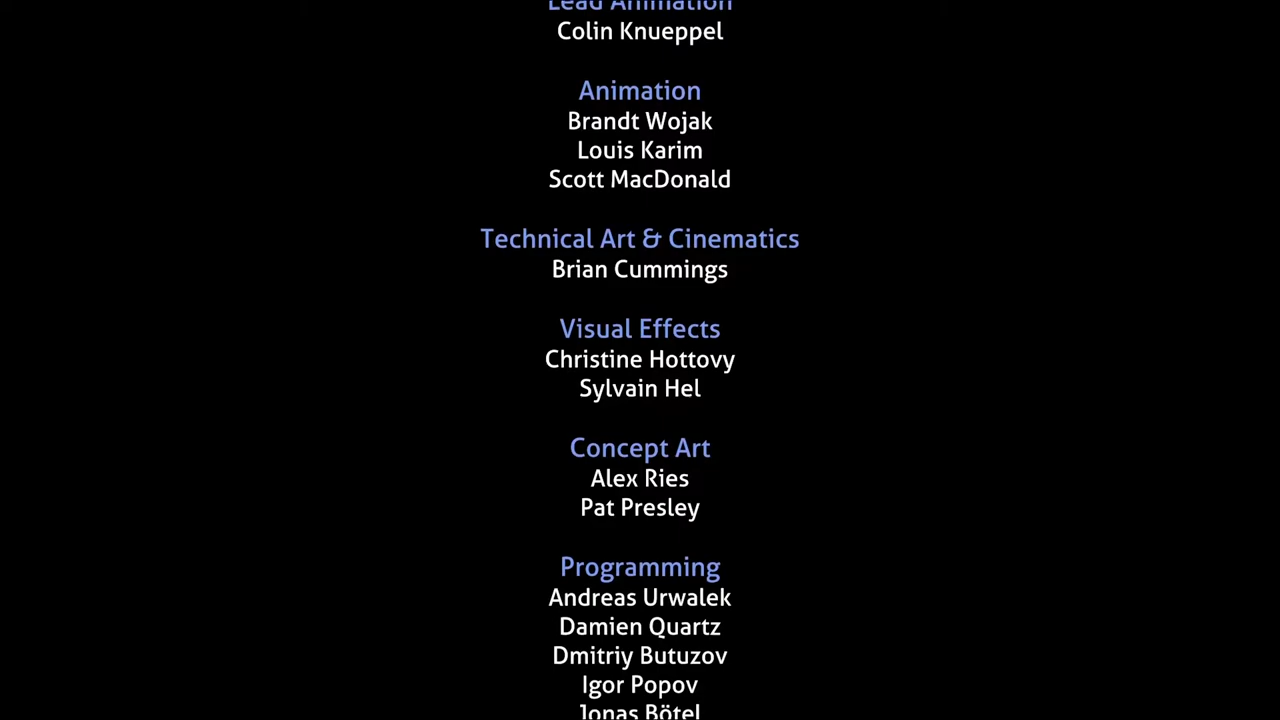 Lead Animation
Colin Knueppel
Animation
Brandt Wojak
Louis Karim
Scott MacDonald
Technical Art & Cinematics
Brian Cummings
Visual Effects
Christine Hottovy
Sylvain Hel
Concept Art
Alex Ries
Pat Presley
Programming
Andreas Urwalek
Damien Quartz
Dmitriy Butuzov
Igor Popov
Jonas Bötel